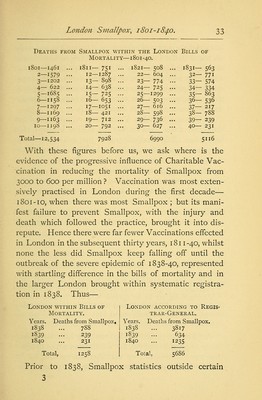 London Smallpox, 1801-1840. 33
DEATHS FROM SMALLPOX WITHIN THE LONDON BILLS OF
MORTALITY—1801-40.
1801—1461 ... 1811— 751 ... 1821— 508 ... 1831— 563
2—1579 ... 12—1287 ... 22— 604 ... 32— 771
3—1202 ... 13— 898 ... 23— 774 ... 33— 574
4— 622 ... 14— 638 ... 24— 725 ... 34— 334
5—1685 ... 15— 725 ... 25—1299 ... 35— 863
6—1158 ... 16— 653 ... 26— 503 ... 36— 536
7—1297 ... 17—1051 ... 27— 616 ... 37— 217
8—1169 ... 18— 421 ... 28— 598 ... 38— 788
9—1163 ... 19— 712 ... 29— 736 ... 39— 239
10—1198 ... 20— 792 ... 30— 627 ... 40— 231
Total—12,534 7928 6990 5116
With these figures before us, we ask where is the
evidence of the progressive influence of Charitable Vac-
cination in reducing the mortality of Smallpox from
3000 to 600 per million? Vaccination was most exten-
sively practised in London during the first decade—
1801-10, when there was most Smallpox; but its mani-
fest failure to prevent Smallpox, with the injury and
death which followed the practice, brought it into dis-
repute. Hence there were far fewer Vaccinations effected
in London in the subsequent thirty years, 1811-40, whilst
none the less did Smallpox keep falling off until the
outbreak of the severe epidemic of 1838-40, represented
with startling difference in the bills of mortality and in
the larger London brought within systematic registra-
tion in 1838. Thus—
LONDON WITHIN BILLS OF
MORTALITY.
Years. Deaths from Smallpox.
1838 ... 788
1839 ... 239
1840 ... 231
Total, 1258
LONDON ACCORDING TO REGIS-
TRAR-GENERAL.
Years. Deaths from Smallpox.
1838 ... 3817
1839 ... 634
1840 ... 1235
Total, 5686
Prior to 1838, Smallpox statistics outside certain
3